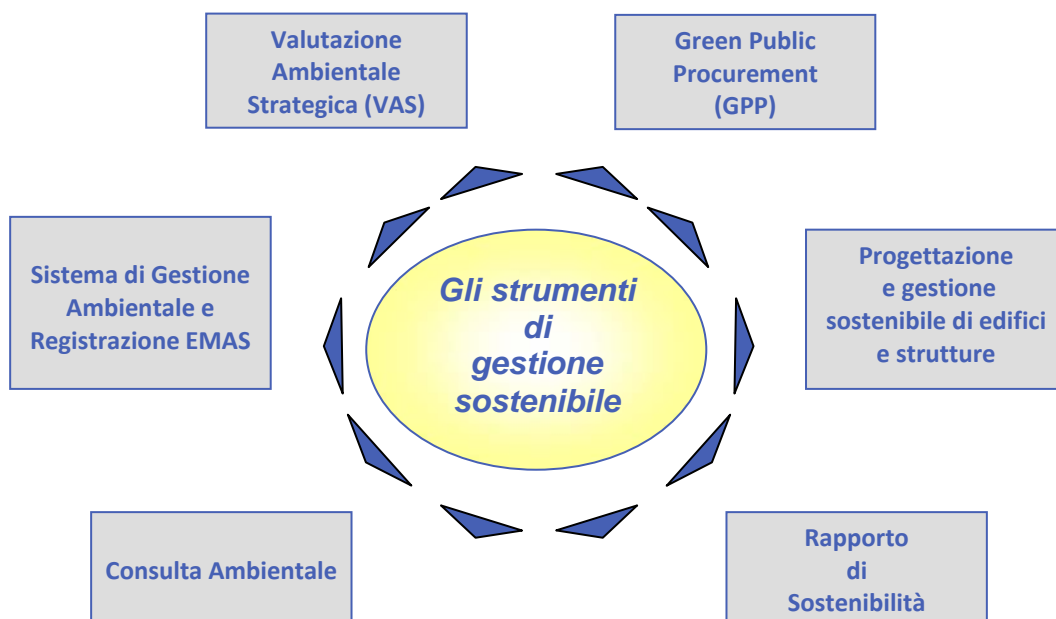 Valutazione
Ambientale
Strategica (VAS)
Green Public
Procurement
(GPP)
Sistema di Gestione
Ambientale e
Registrazione EMAS
Gli strumenti
di
gestione
sostenibile
Progettazione
e gestione
sostenibile di edifici
e strutture
Consulta Ambientale
Rapporto
di
Sostenibilità